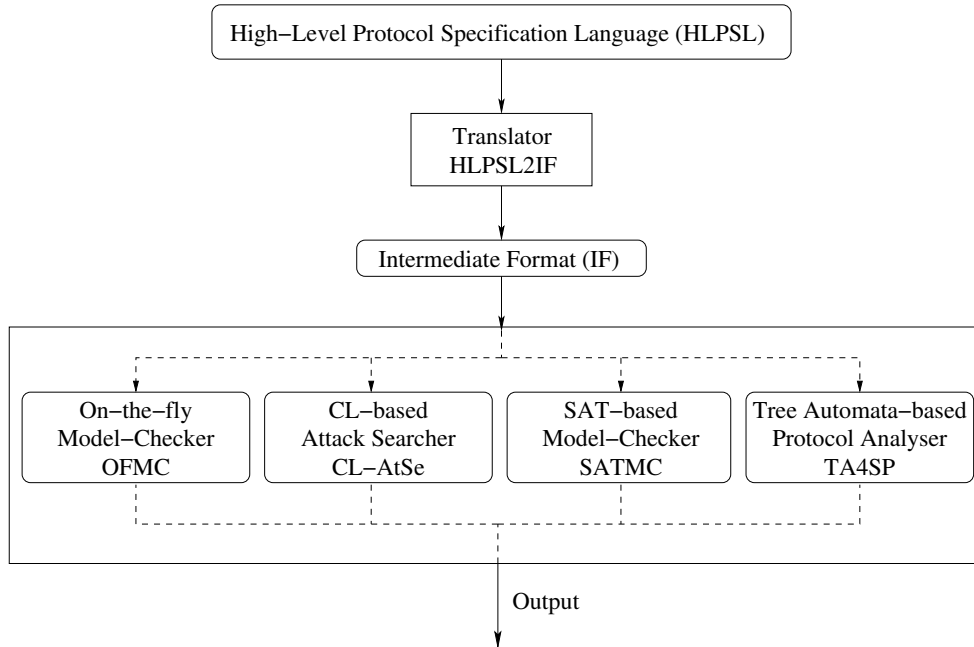 High−Level Protocol Specification Language (HLPSL)
Translator
HLPSL2IF
Intermediate Format (IF)
On−the−fly
Model−Checker
OFMC
CL−based
Attack Searcher
CL−AtSe
SAT−based
Model−Checker
SATMC
Tree Automata−based
Protocol Analyser
TA4SP
Output